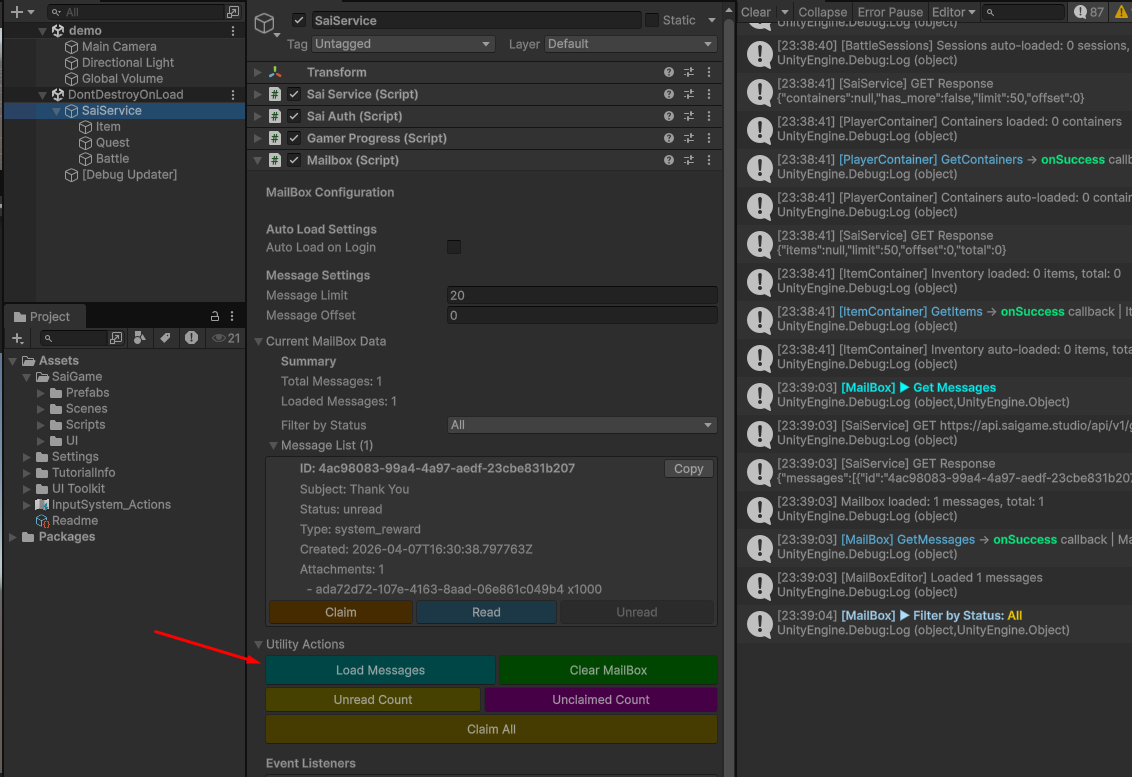 All
demo
Main Camera
Directional Light
Global Volume
DontDestroyOnLoad
SaiService
Item
Quest
Battle
[Debug Updater]
Project
21
Assets
SaiGame
Prefabs
Scenes
Scripts
UI
Settings
TutorialInfo
UI Toolkit
InputSystem_Actions
Readme
Packages
SaiService
Static
Tag Untagged Layer Default
Transform
Sai Service (Script)
Sai Auth (Script)
Gamer Progress (Script)
Mailbox (Script)
MailBox Configuration
Auto Load Settings
Auto Load on Login
Message Settings
Message Limit 20
Message Offset 0
Current MailBox Data
Summary
Total Messages: 1
Loaded Messages: 1
Filter by Status All
Message List (1)
ID: 4ac98083-99a4-4a97-aedf-23cbe831b207 Copy
Subject: Thank You
Status: unread
Type: system_reward
Created: 2026-04-07T16:30:38.797763Z
Attachments: 1
- ada72d72-107e-4163-8aad-06e861c049b4 x1000
Claim Read Unread
Utility Actions
Load Messages Clear MailBox
Unread Count Unclaimed Count
Claim All
Event Listeners
Clear Collapse Error Pause Editor 87
UnityEngine.Debug:Log (object)
[23:38:40] [BattleSessions] Sessions auto-loaded: 0 sessions,
UnityEngine.Debug:Log (object)
[23:38:41] [SaiService] GET Response
{"containers":null,"has_more":false,"limit":50,"offset":0}
[23:38:41] [PlayerContainer] Containers loaded: 0 containers
UnityEngine.Debug:Log (object)
[23:38:41] [PlayerContainer] GetContainers → onSuccess callb
UnityEngine.Debug:Log (object)
[23:38:41] [PlayerContainer] Containers auto-loaded: 0 contain
UnityEngine.Debug:Log (object)
[23:38:41] [SaiService] GET Response
{"items":null,"limit":50,"offset":0,"total":0}
[23:38:41] [ItemContainer] Inventory loaded: 0 items, total: 0
UnityEngine.Debug:Log (object)
[23:38:41] [ItemContainer] GetItems → onSuccess callback | It
UnityEngine.Debug:Log (object)
[23:38:41] [ItemContainer] Inventory auto-loaded: 0 items, tota
UnityEngine.Debug:Log (object)
[23:39:03] [MailBox] ▶ Get Messages
UnityEngine.Debug:Log (object,UnityEngine.Object)
[23:39:03] [SaiService] GET https://api.saigame.studio/api/v1/g
UnityEngine.Debug:Log (object)
[23:39:03] [SaiService] GET Response
{"messages":[{"id":"4ac98083-99a4-4a97-aedf-23cbe831b207
[23:39:03] Mailbox loaded: 1 messages, total: 1
UnityEngine.Debug:Log (object)
[23:39:03] [MailBox] GetMessages → onSuccess callback | Ma
UnityEngine.Debug:Log (object)
[23:39:03] [MailBoxEditor] Loaded 1 messages
UnityEngine.Debug:Log (object)
[23:39:04] [MailBox] ▶ Filter by Status: All
UnityEngine.Debug:Log (object,UnityEngine.Object)